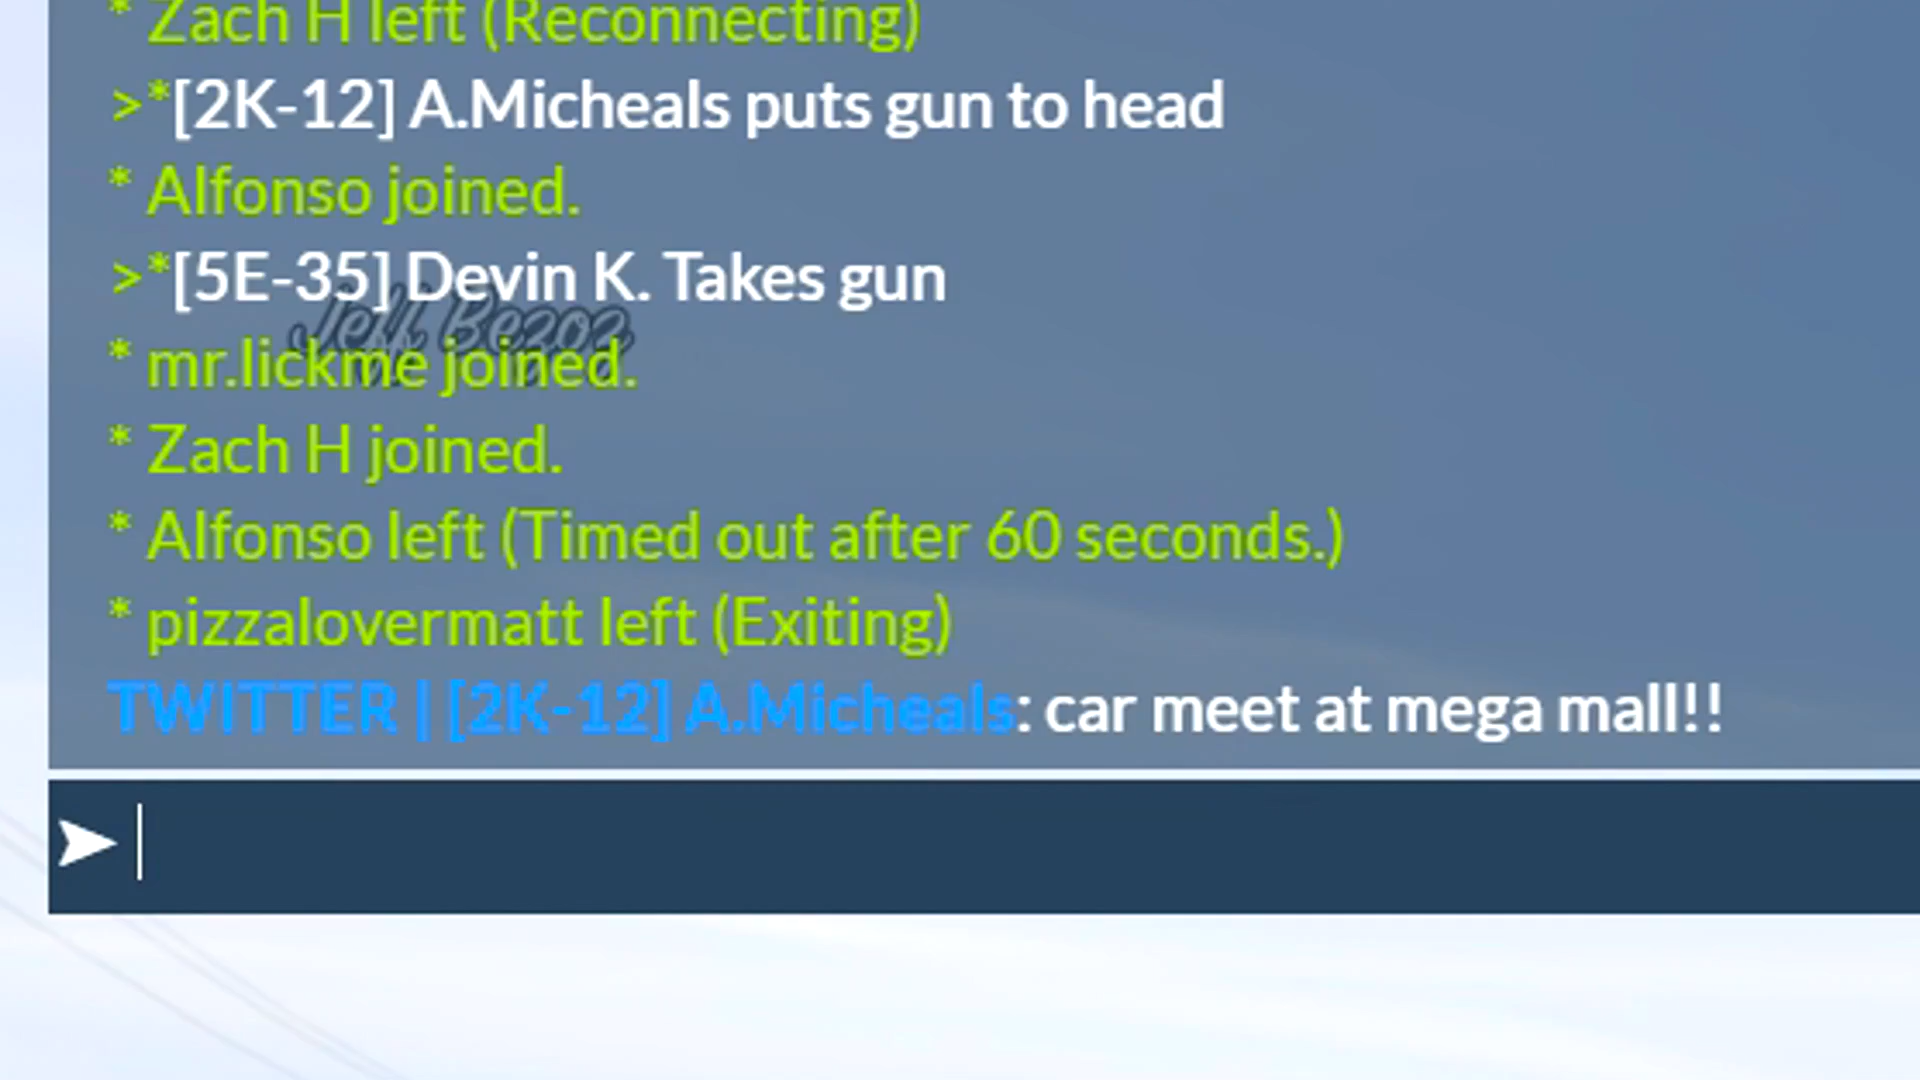 * Zach H left (Reconnecting)
>*[2K-12] A.Micheals puts gun to head
* Alfonso joined.
>*[5E-35] Devin K. Takes gun
Jeff Bezoz
* mr.lickme joined.
* Zach H joined.
* Alfonso left (Timed out after 60 seconds.)
* pizzalovermatt left (Exiting)
TWITTER | [2K-12] A.Micheals: car meet at mega mall!!